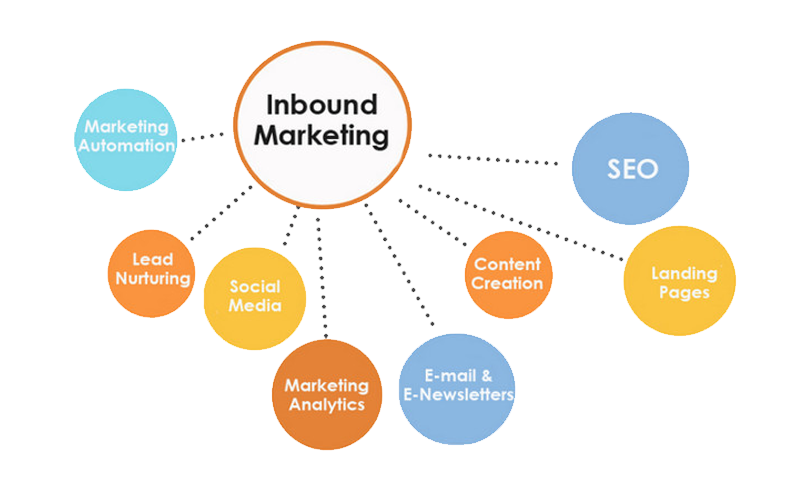 Inbound
Marketing
Marketing
Automation
SEO
Lead
Nurturing
Social
Media
Content
Creation
Landing
Pages
Marketing
Analytics
E-mail &
E-Newsletters